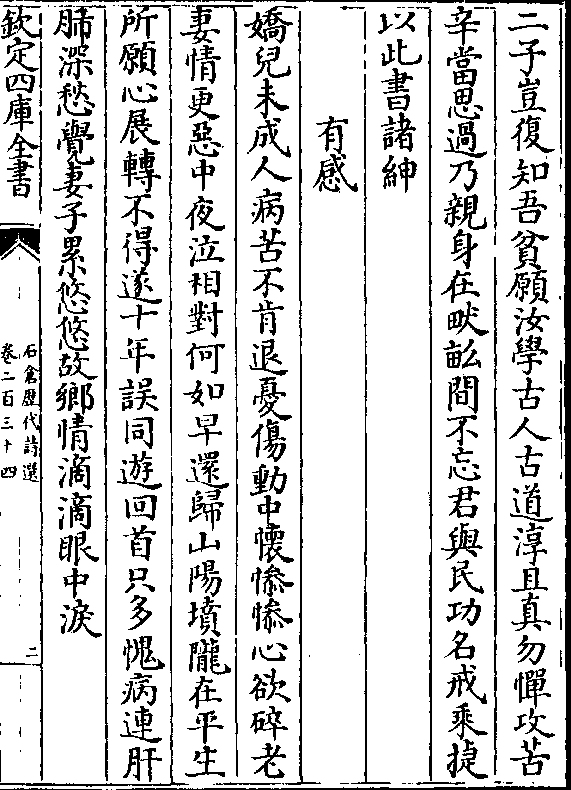 二子豈復知吾貧願汝學古人古道淳且真勿憚攻苦
辛當思過乃親身在畎畝間不忘君與民功名戒乘捷
以此書諸紳
有感
嬌兒未成人病苦不肯退憂傷動中懷慘慘心欲碎老
妻情更惡中夜泣相對何如早還歸山陽墳隴在平生
所願心展轉不得遂十年誤同遊回首只多愧病連肝
肺深愁覺妻子累悠悠故鄉情滴滴眼中淚
欽定四庫全書
石倉歷代詩選
卷二百三十四
二